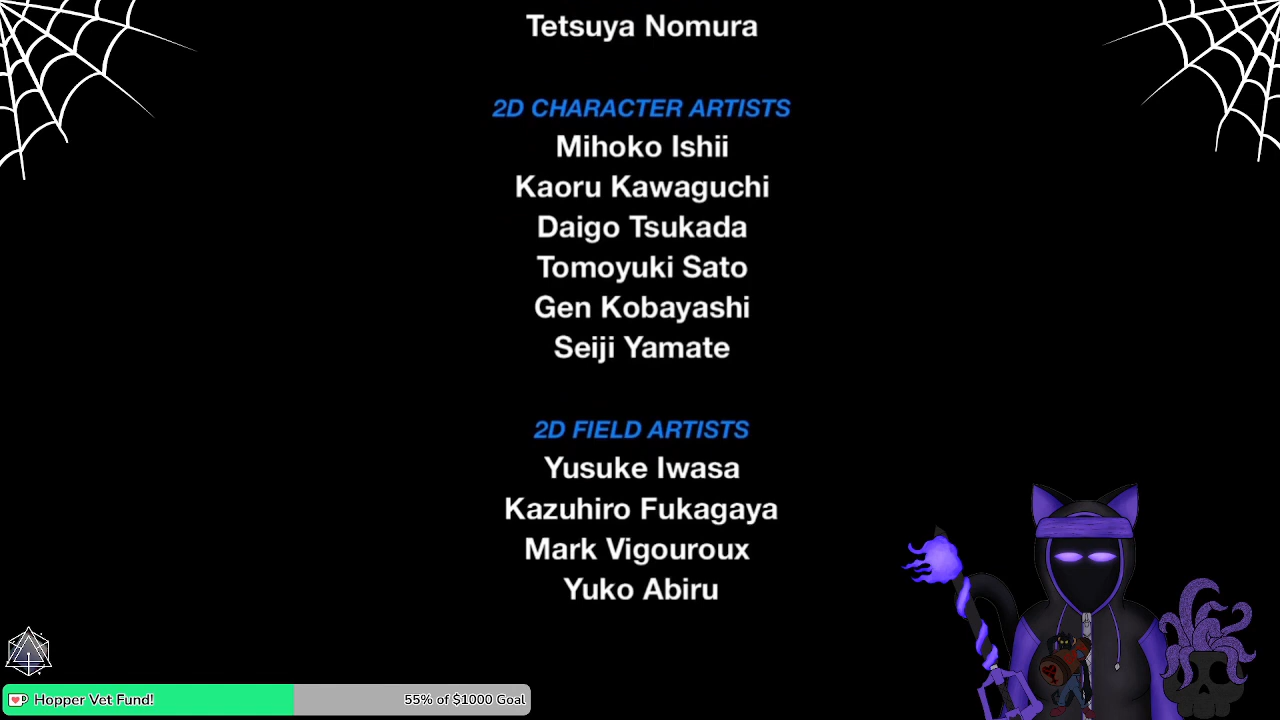 Tetsuya Nomura
2D CHARACTER ARTISTS
Mihoko Ishii
Kaoru Kawaguchi
Daigo Tsukada
Tomoyuki Sato
Gen Kobayashi
Seiji Yamate
2D FIELD ARTISTS
Yusuke Iwasa
Kazuhiro Fukagaya
Mark Vigouroux
Yuko Abiru
Hopper Vet Fund! 55% of $1000 Goal